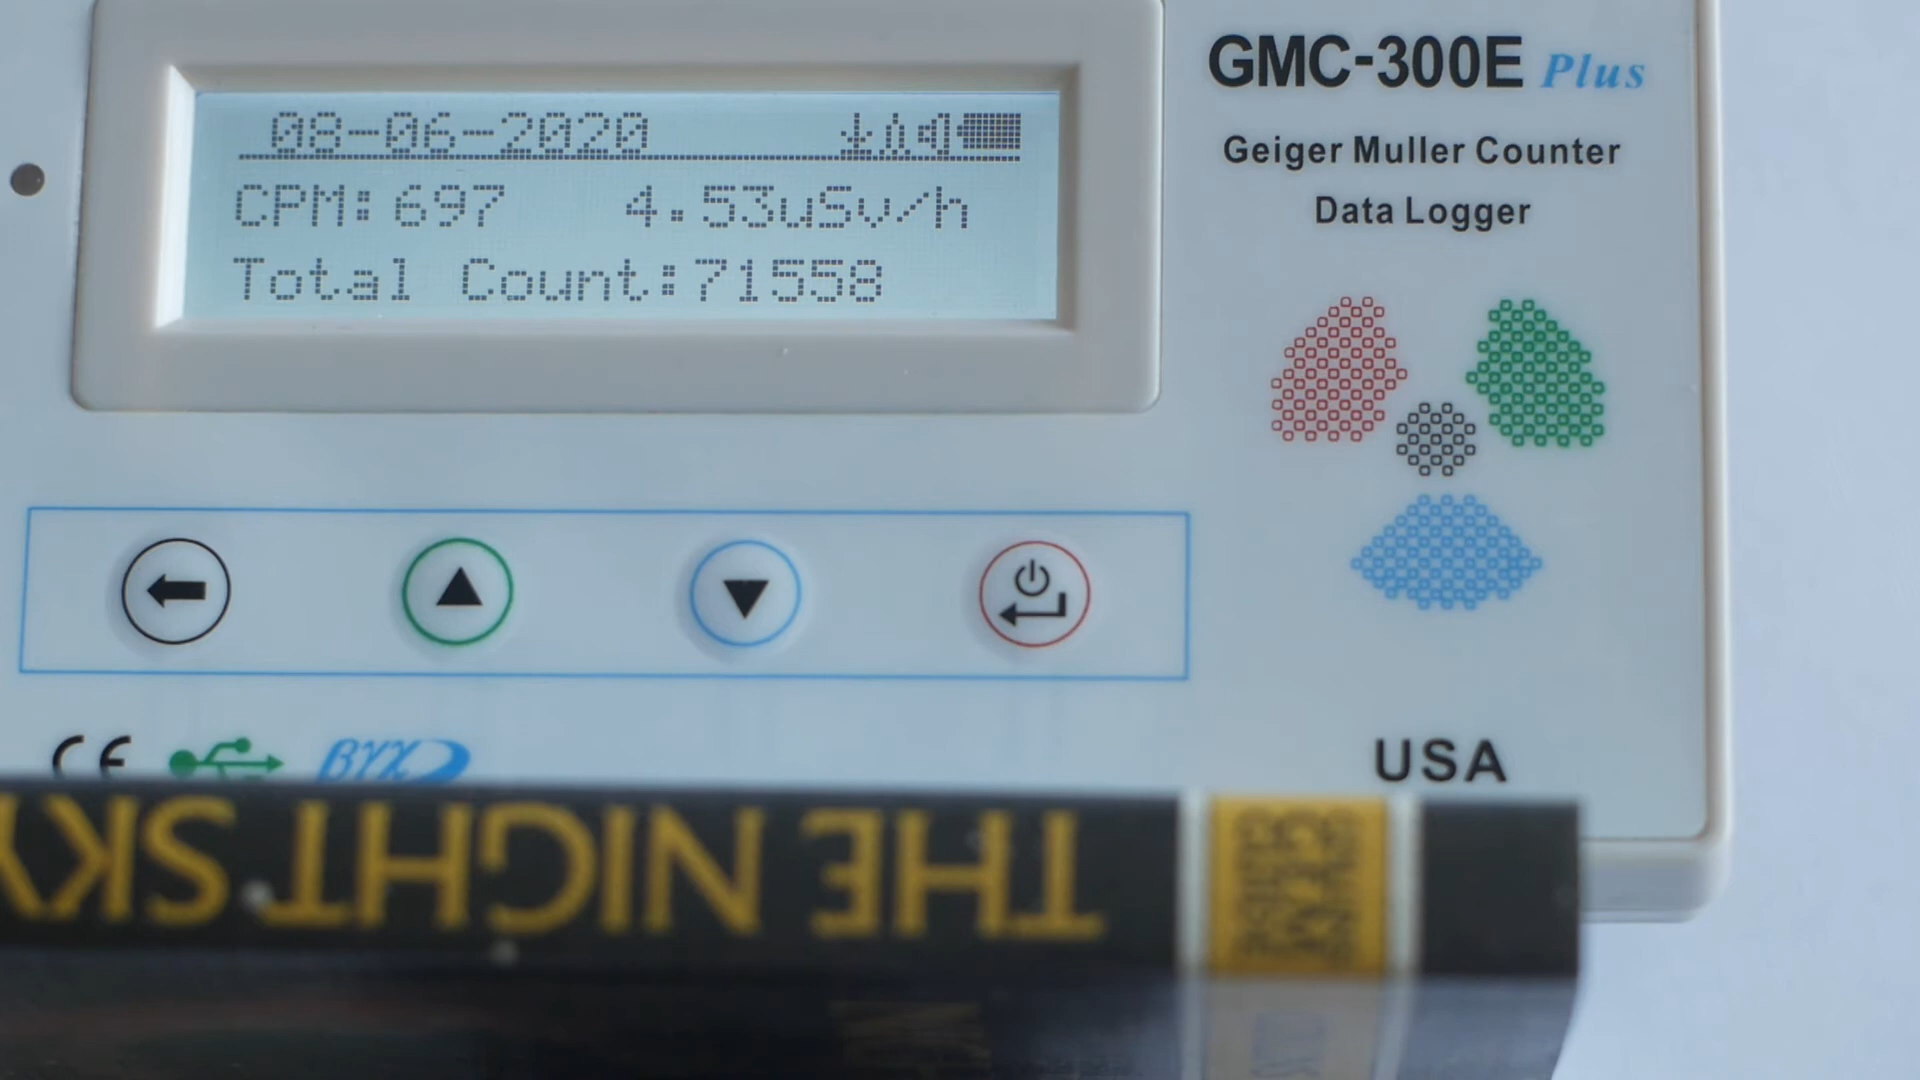 GMC-300E Plus
Geiger Muller Counter
Data Logger
08-06-2020
CPM:697 4.53uSv/h
Total Count:71558
CE
βγχ
USA
THE NIGHT SKY